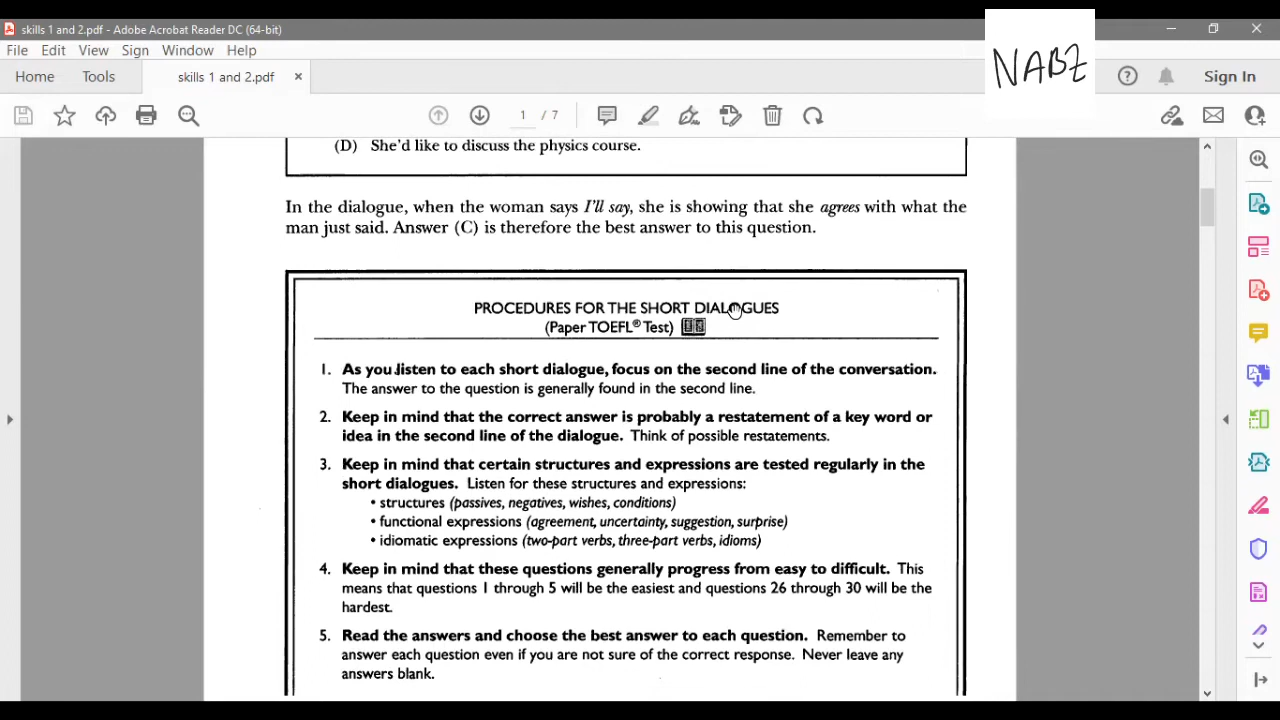 skills 1 and 2.pdf - Adobe Acrobat Reader DC (64-bit)
File Edit View Sign Window Help
NABZ
Home Tools skills 1 and 2.pdf × Sign In
1 / 7
(D) She'd like to discuss the physics course.
In the dialogue, when the woman says I'll say, she is showing that she agrees with what the
man just said. Answer (C) is therefore the best answer to this question.
PROCEDURES FOR THE SHORT DIALOGUES
(Paper TOEFL® Test)
1. As you listen to each short dialogue, focus on the second line of the conversation.
The answer to the question is generally found in the second line.
2. Keep in mind that the correct answer is probably a restatement of a key word or
idea in the second line of the dialogue. Think of possible restatements.
3. Keep in mind that certain structures and expressions are tested regularly in the
short dialogues. Listen for these structures and expressions:
• structures (passives, negatives, wishes, conditions)
• functional expressions (agreement, uncertainty, suggestion, surprise)
• idiomatic expressions (two-part verbs, three-part verbs, idioms)
4. Keep in mind that these questions generally progress from easy to difficult. This
means that questions 1 through 5 will be the easiest and questions 26 through 30 will be the
hardest.
5. Read the answers and choose the best answer to each question. Remember to
answer each question even if you are not sure of the correct response. Never leave any
answers blank.